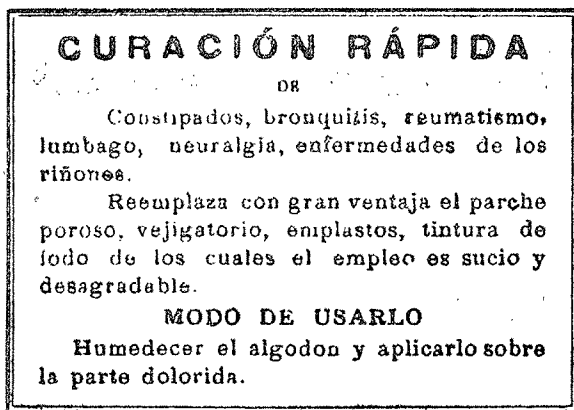 CURACIÓN RÁPIDA
DE
Constipados, bronquitis, reumatismo,
lumbago, neuralgia, enfermedades de los
riñones.
Reemplaza con gran ventaja el parche
poroso, vejigatorio, emplastos, tintura de
iodo de los cuales el empleo es sucio y
desagradable.
MODO DE USARLO
Humedecer el algodon y aplicarlo sobre
la parte dolorida.